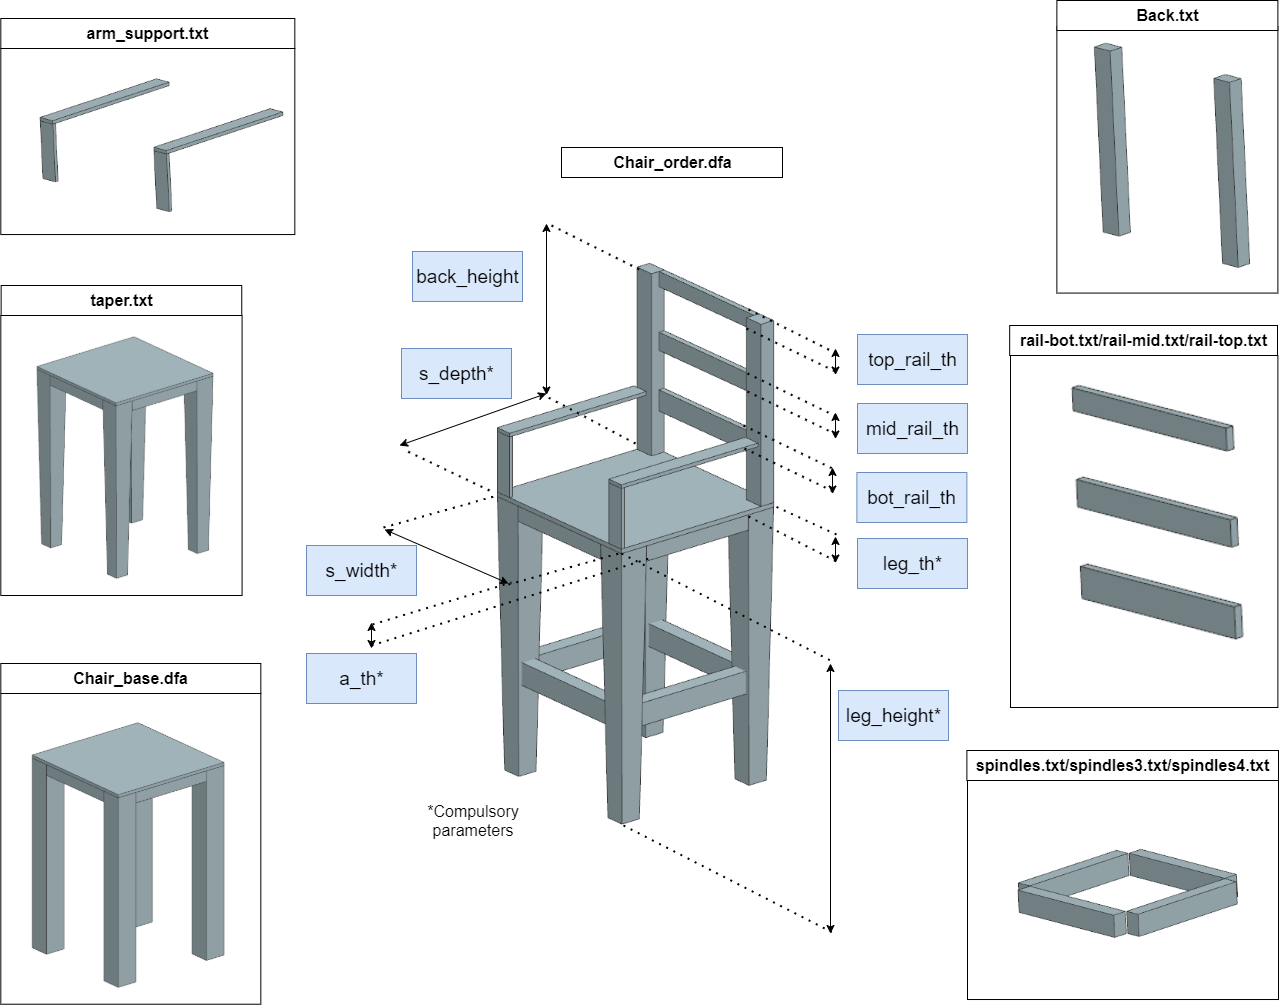 arm_support.txt
Back.txt
Chair_order.dfa
back_height
taper.txt
rail-bot.txt/rail-mid.txt/rail-top.txt
s_depth*
top_rail_th
mid_rail_th
bot_rail_th
s_width*
leg_th*
a_th*
Chair_base.dfa
leg_height*
spindles.txt/spindles3.txt/spindles4.txt
*Compulsory
parameters